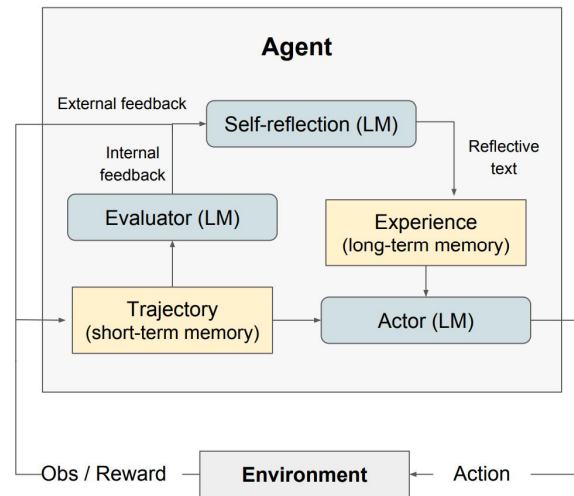 Agent
External feedback
Self-reflection (LM)
Internal
feedback
Reflective
text
Evaluator (LM)
Experience
(long-term memory)
Trajectory
(short-term memory)
Actor (LM)
Obs / Reward
Environment
Action